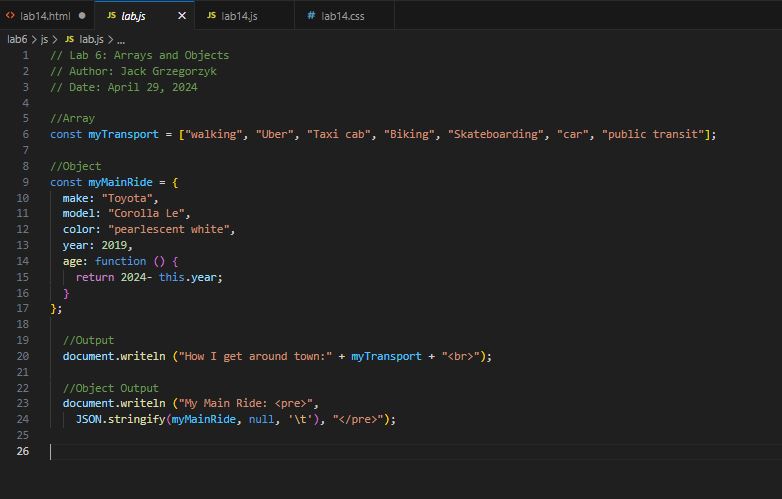 lab14.html
JS lab.js
JS lab14.js
# lab14.css
lab6 > js > JS lab.js > ...
1 // Lab 6: Arrays and Objects
2 // Author: Jack Grzegorzyk
3 // Date: April 29, 2024
4
5 //Array
6 const myTransport = ["walking", "Uber", "Taxi cab", "Biking", "Skateboarding", "car", "public transit"];
7
8 //Object
9 const myMainRide = {
10 make: "Toyota",
11 model: "Corolla Le",
12 color: "pearlescent white",
13 year: 2019,
14 age: function () {
15 return 2024- this.year;
16 }
17 };
18
19 //Output
20 document.writeln ("How I get around town:" + myTransport + "<br>");
21
22 //Object Output
23 document.writeln ("My Main Ride: <pre>",
24 JSON.stringify(myMainRide, null, '\t'), "</pre>");
25
26